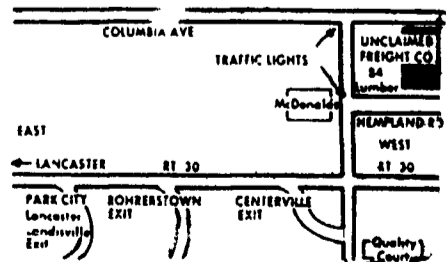 COLUMBIA AVE
UNCLAIMED
FREIGHT CO
TRAFFIC LIGHTS
84
Lumber
McDonalds
HEMPLAND RD
EAST
WEST
← LANCASTER
RT 30
RT 30
PARK CITY
Lancaster
Landisville
Exit
ROHRERSTOWN
EXIT
CENTERVILLE
EXIT
Quality
Court